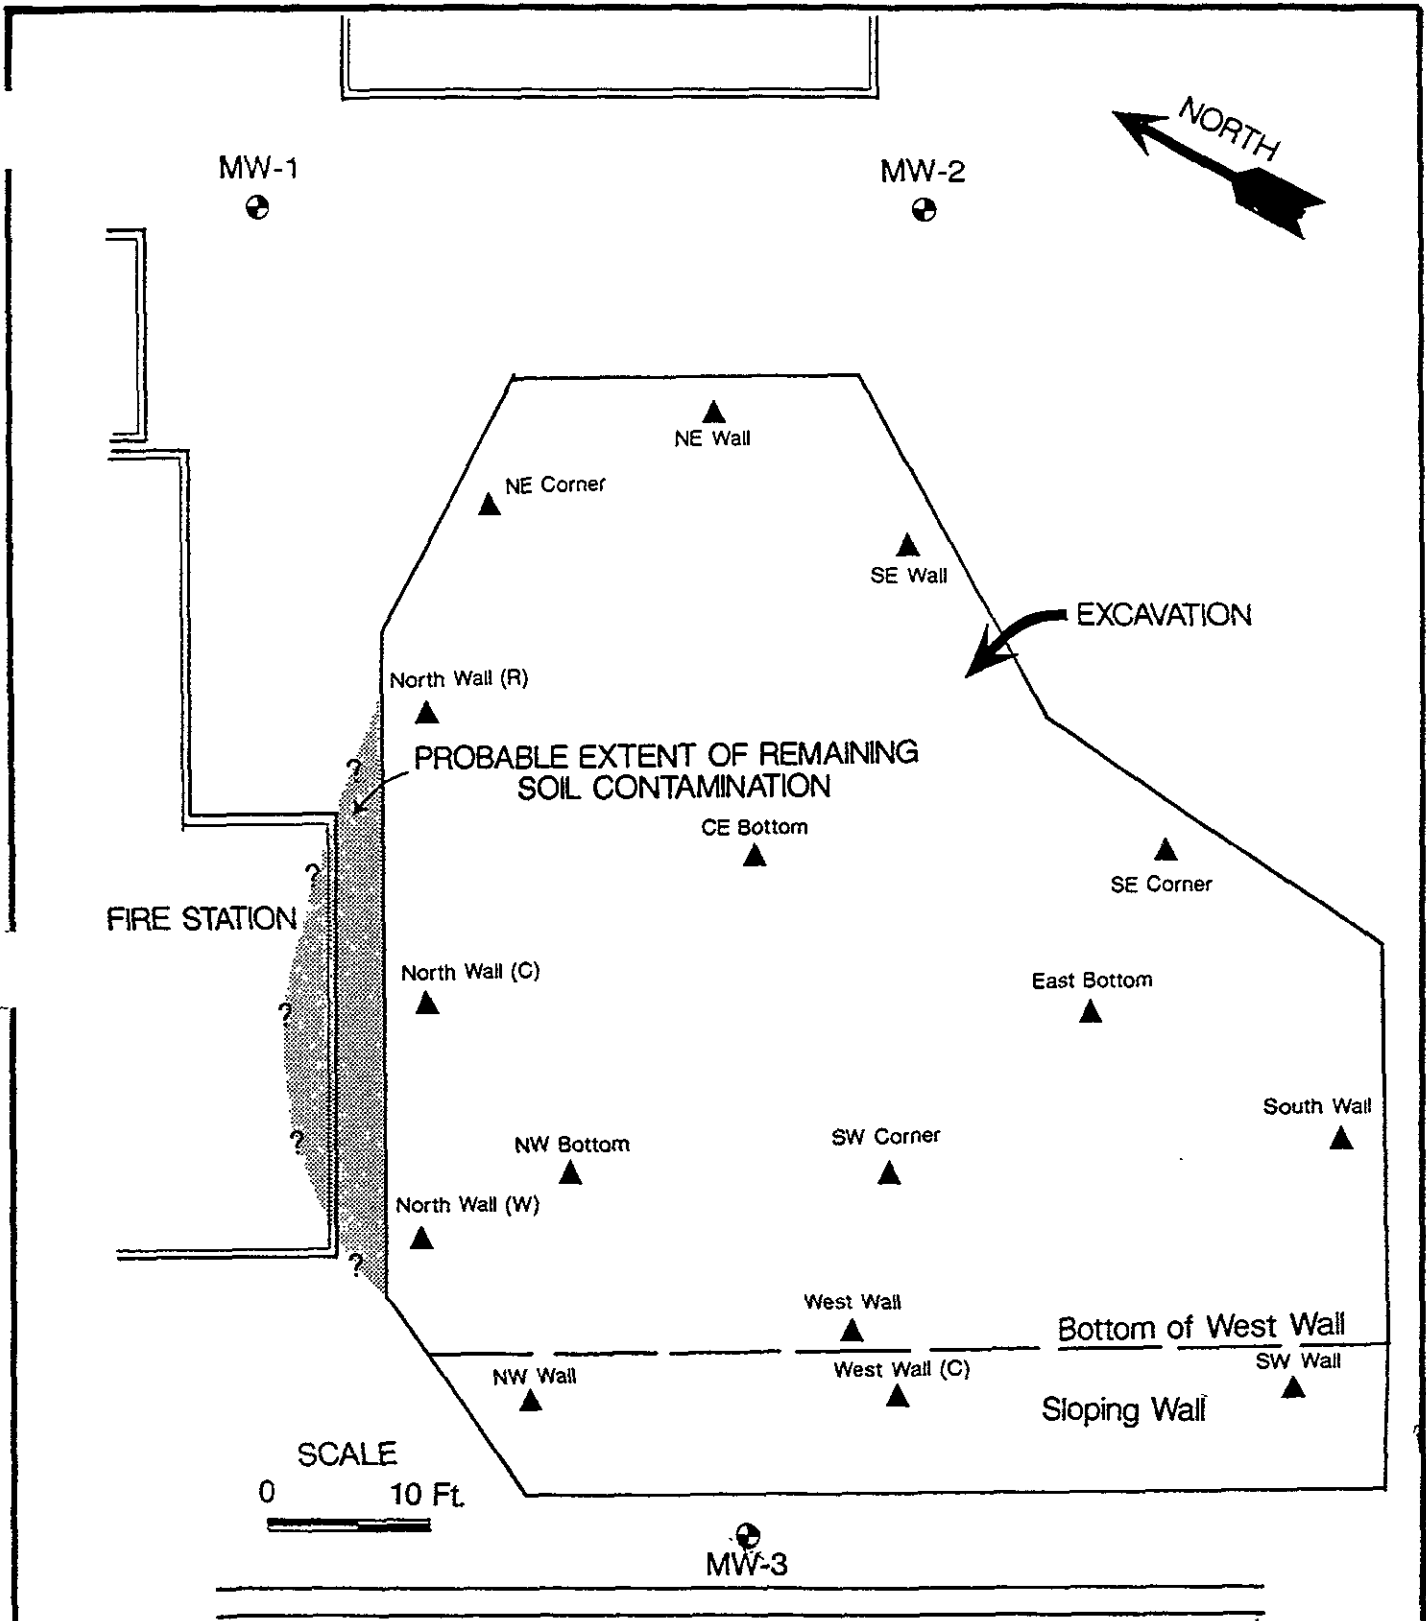 NORTH
MW-1
MW-2
NE Wall
NE Corner
SE Wall
EXCAVATION
North Wall (R)
?
PROBABLE EXTENT OF REMAINING
SOIL CONTAMINATION
CE Bottom
?
SE Corner
FIRE STATION
North Wall (C)
East Bottom
?
South Wall
?
NW Bottom
SW Corner
North Wall (W)
?
West Wall
Bottom of West Wall
NW Wall
West Wall (C)
SW Wall
Sloping Wall
SCALE
0 10 Ft.
MW-3